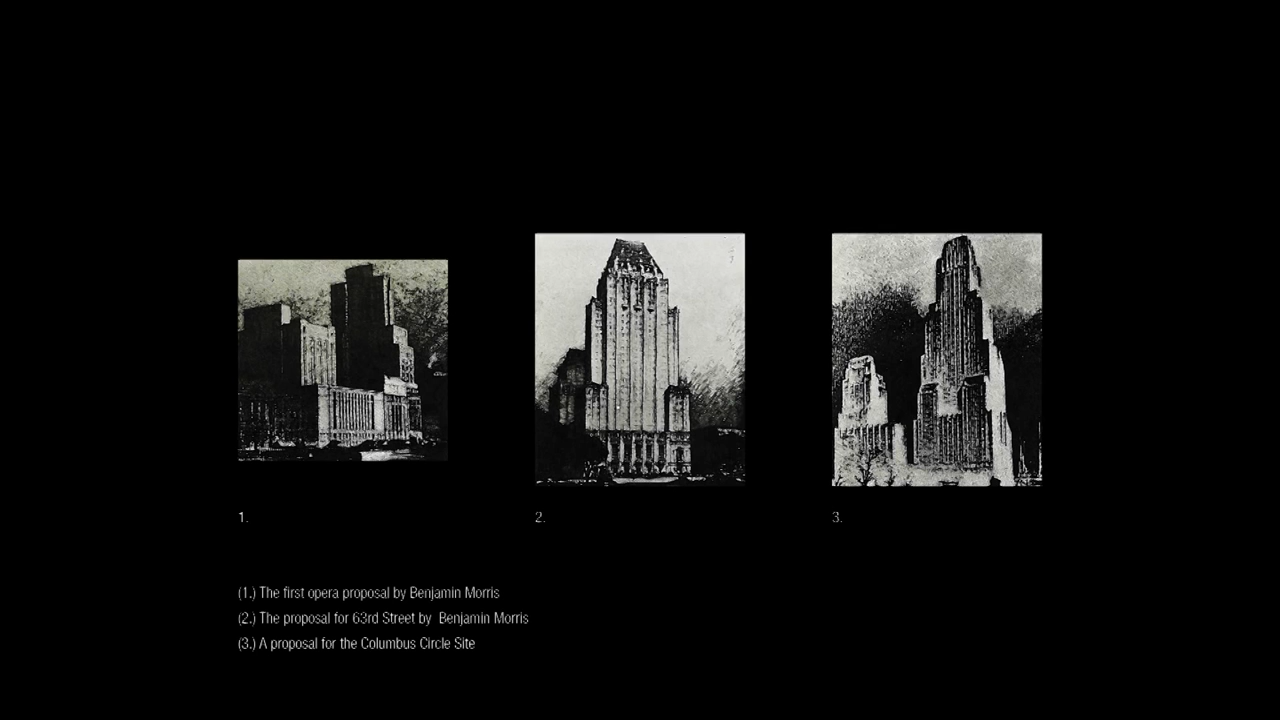 1.
2.
3.
(1.) The first opera proposal by Benjamin Morris
(2.) The proposal for 63rd Street by  Benjamin Morris
(3.) A proposal for the Columbus Circle Site